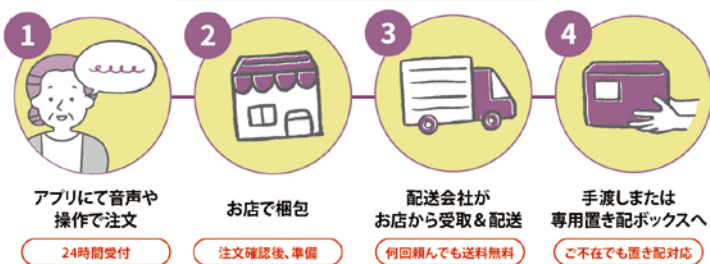 1
アプリにて音声や
操作で注文
24時間受付
2
お店で梱包
注文確認後、準備
3
配送会社が
お店から受取&配送
何回頼んでも送料無料
4
手渡しまたは
専用置き配ボックスへ
ご不在でも置き配対応